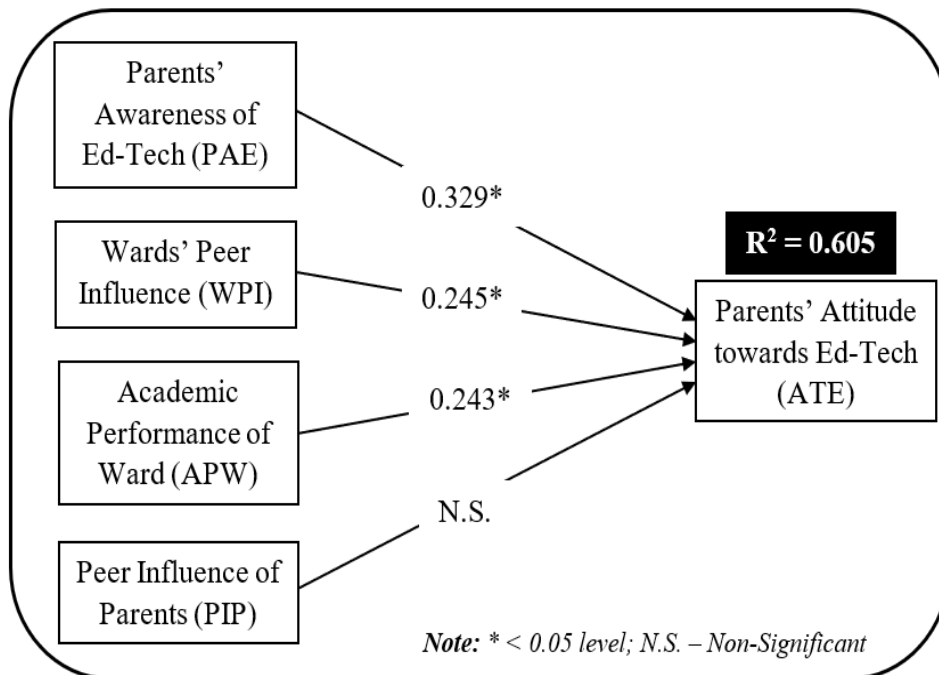 Parents’
Awareness of
Ed-Tech (PAE)
0.329*
Wards’ Peer
Influence (WPI)
0.245*
Academic
Performance of
Ward (APW)
0.243*
Peer Influence of
Parents (PIP)
N.S.
R² = 0.605
Parents’ Attitude
towards Ed-Tech
(ATE)
Note: * < 0.05 level; N.S. – Non-Significant